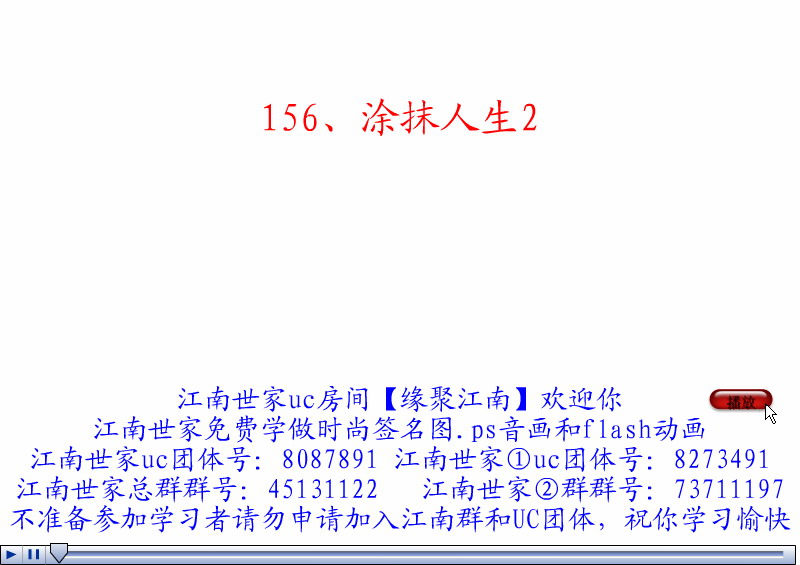 156、涂抹人生2
江南世家uc房间【缘聚江南】欢迎你
播放
江南世家免费学做时尚签名图.ps音画和flash动画
江南世家uc团体号：8087891 江南世家①uc团体号：8273491
江南世家总群群号：45131122 江南世家②群群号：73711197
不准备参加学习者请勿申请加入江南群和UC团体，祝你学习愉快